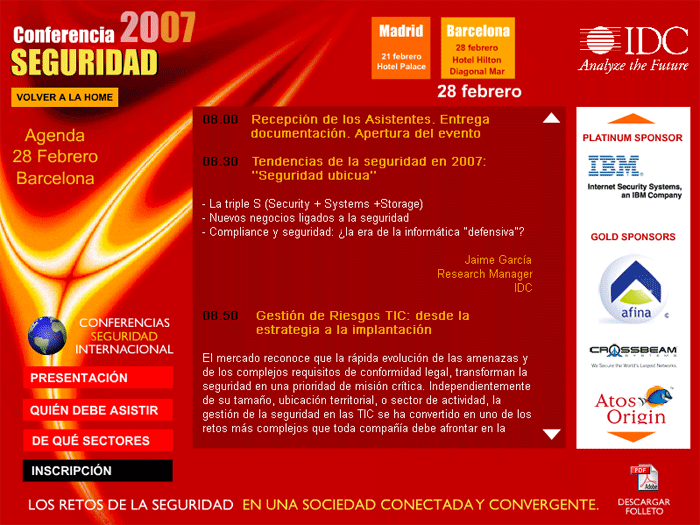 Conferencia 2007
SEGURIDAD
VOLVER A LA HOME
Madrid
21 febrero
Hotel Palace
Barcelona
28 febrero
Hotel Hilton
Diagonal Mar
28 febrero
IDC
Analyze the Future
Agenda
28 Febrero
Barcelona
08.00 Recepción de los Asistentes. Entrega
documentación. Apertura del evento
08.30 Tendencias de la seguridad en 2007:
"Seguridad ubicua"
- La triple S (Security + Systems +Storage)
- Nuevos negocios ligados a la seguridad
- Compliance y seguridad: ¿la era de la informática "defensiva"?
Jaime García
Research Manager
IDC
08.50 Gestión de Riesgos TIC: desde la
estrategia a la implantación
El mercado reconoce que la rápida evolución de las amenazas y
de los complejos requisitos de conformidad legal, transforman la
seguridad en una prioridad de misión crítica. Independientemente
de su tamaño, ubicación territorial, o sector de actividad, la
gestión de la seguridad en las TIC se ha convertido en uno de los
retos más complejos que toda compañía debe afrontar en la
PLATINUM SPONSOR
IBM
Internet Security Systems,
an IBM Company
GOLD SPONSORS
afina
CROSSBEAM
SYSTEMS
We Secure the World's Largest Networks.
Atos
Origin
CONFERENCIAS
SEGURIDAD
INTERNACIONAL
PRESENTACIÓN
QUIÉN DEBE ASISTIR
DE QUÉ SECTORES
INSCRIPCIÓN
PDF
Adobe
DESCARGAR
FOLLETO
LOS RETOS DE LA SEGURIDAD EN UNA SOCIEDAD CONECTADA Y CONVERGENTE.